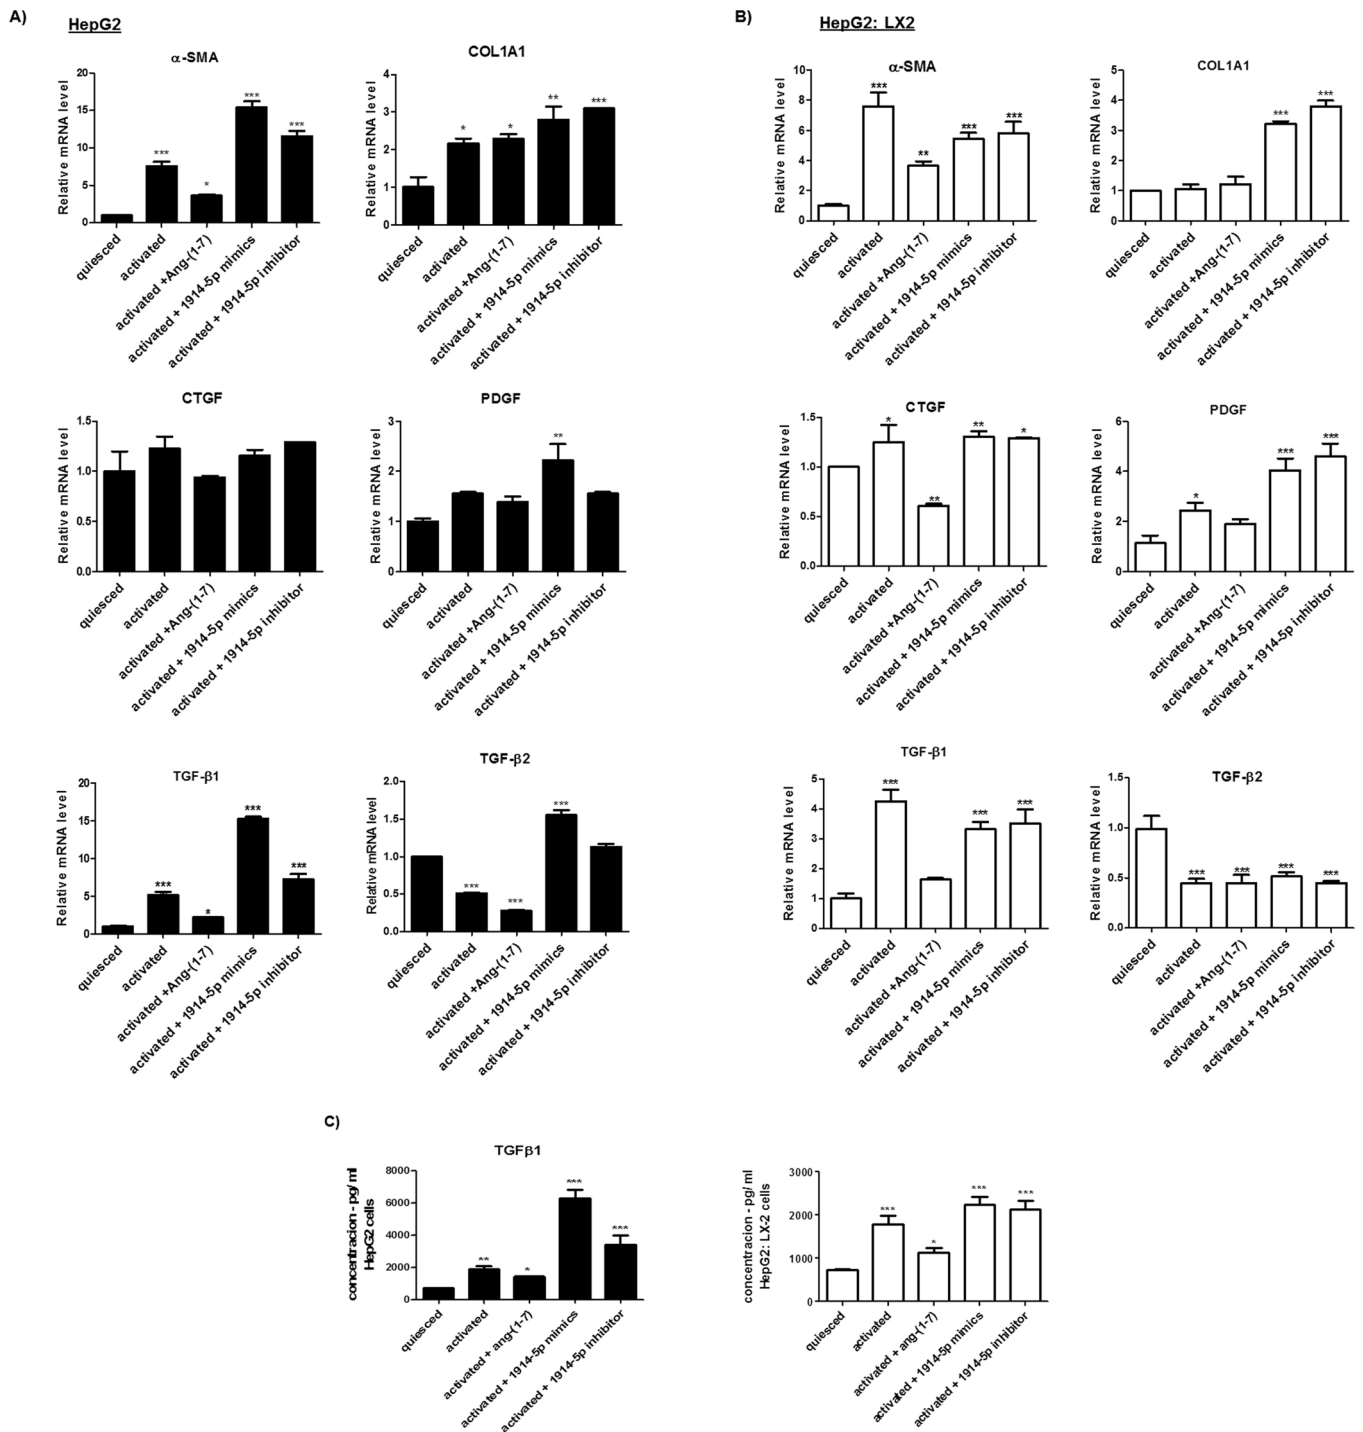 A)
HepG2
α-SMA
Relative mRNA level
20
15
10
5
0
***
*
***
***
quiesced
activated
activated +Ang-(1-7)
activated + 1914-5p mimics
activated + 1914-5p inhibitor
COL1A1
Relative mRNA level
4
3
2
1
0
*
*
**
***
quiesced
activated
activated +Ang-(1-7)
activated + 1914-5p mimics
activated + 1914-5p inhibitor
CTGF
Relative mRNA level
1.5
1.0
0.5
0.0
quiesced
activated
activated +Ang-(1-7)
activated + 1914-5p mimics
activated + 1914-5p inhibitor
PDGF
Relative mRNA level
3
2
1
0
**
quiesced
activated
activated +Ang-(1-7)
activated + 1914-5p mimics
activated + 1914-5p inhibitor
TGF-β1
Relative mRNA level
20
15
10
5
0
***
*
***
***
quiesced
activated
activated +Ang-(1-7)
activated + 1914-5p mimics
activated + 1914-5p inhibitor
TGF-β2
Relative mRNA level
2.0
1.5
1.0
0.5
0.0
***
***
***
quiesced
activated
activated +Ang-(1-7)
activated + 1914-5p mimics
activated + 1914-5p inhibitor
B)
HepG2: LX2
α-SMA
Relative mRNA level
10
8
6
4
2
0
***
**
***
***
quiesced
activated
activated +Ang-(1-7)
activated + 1914-5p mimics
activated + 1914-5p inhibitor
COL1A1
Relative mRNA level
5
4
3
2
1
0
***
***
quiesced
activated
activated +Ang-(1-7)
activated + 1914-5p mimics
activated + 1914-5p inhibitor
CTGF
Relative mRNA level
1.5
1.0
0.5
0.0
*
**
**
*
quiesced
activated
activated +Ang-(1-7)
activated + 1914-5p mimics
activated + 1914-5p inhibitor
PDGF
Relative mRNA level
6
4
2
0
*
***
***
quiesced
activated
activated +Ang-(1-7)
activated + 1914-5p mimics
activated + 1914-5p inhibitor
TGF-β1
Relative mRNA level
5
4
3
2
1
0
***
***
***
quiesced
activated
activated +Ang-(1-7)
activated + 1914-5p mimics
activated + 1914-5p inhibitor
TGF-β2
Relative mRNA level
1.5
1.0
0.5
0.0
***
***
***
***
quiesced
activated
activated +Ang-(1-7)
activated + 1914-5p mimics
activated + 1914-5p inhibitor
C)
TGFβ1
concentracion - pg/ml
HepG2 cells
8000
6000
4000
2000
0
**
*
***
***
quiesced
activated
activated + ang-(1-7)
activated + 1914-5p mimics
activated + 1914-5p inhibitor
concentracion - pg/ml
HepG2: LX-2 cells
3000
2000
1000
0
***
*
***
***
quiesced
activated
activated + ang-(1-7)
activated + 1914-5p mimics
activated + 1914-5p inhibitor